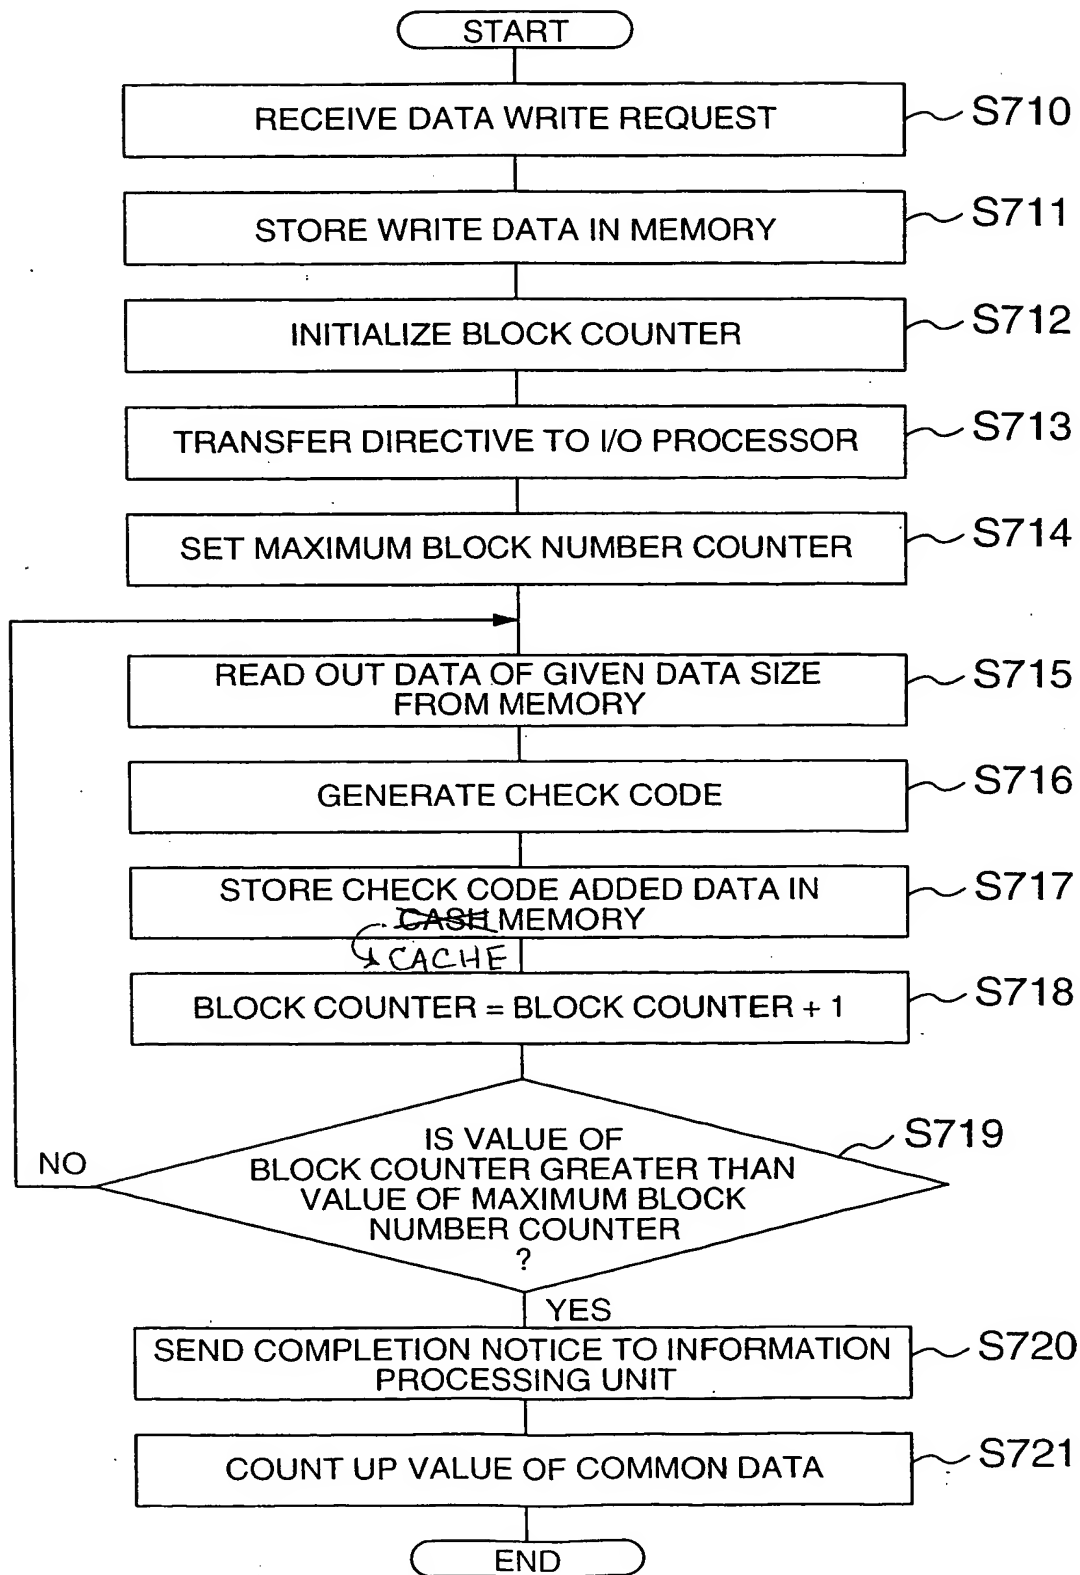 START
RECEIVE DATA WRITE REQUEST
S710
STORE WRITE DATA IN MEMORY
S711
INITIALIZE BLOCK COUNTER
S712
TRANSFER DIRECTIVE TO I/O PROCESSOR
S713
SET MAXIMUM BLOCK NUMBER COUNTER
S714
READ OUT DATA OF GIVEN DATA SIZE
FROM MEMORY
S715
GENERATE CHECK CODE
S716
STORE CHECK CODE ADDED DATA IN
CASH MEMORY
S717
CACHE
BLOCK COUNTER = BLOCK COUNTER + 1
S718
IS VALUE OF
BLOCK COUNTER GREATER THAN
VALUE OF MAXIMUM BLOCK
NUMBER COUNTER
?
S719
NO
YES
SEND COMPLETION NOTICE TO INFORMATION
PROCESSING UNIT
S720
COUNT UP VALUE OF COMMON DATA
S721
END